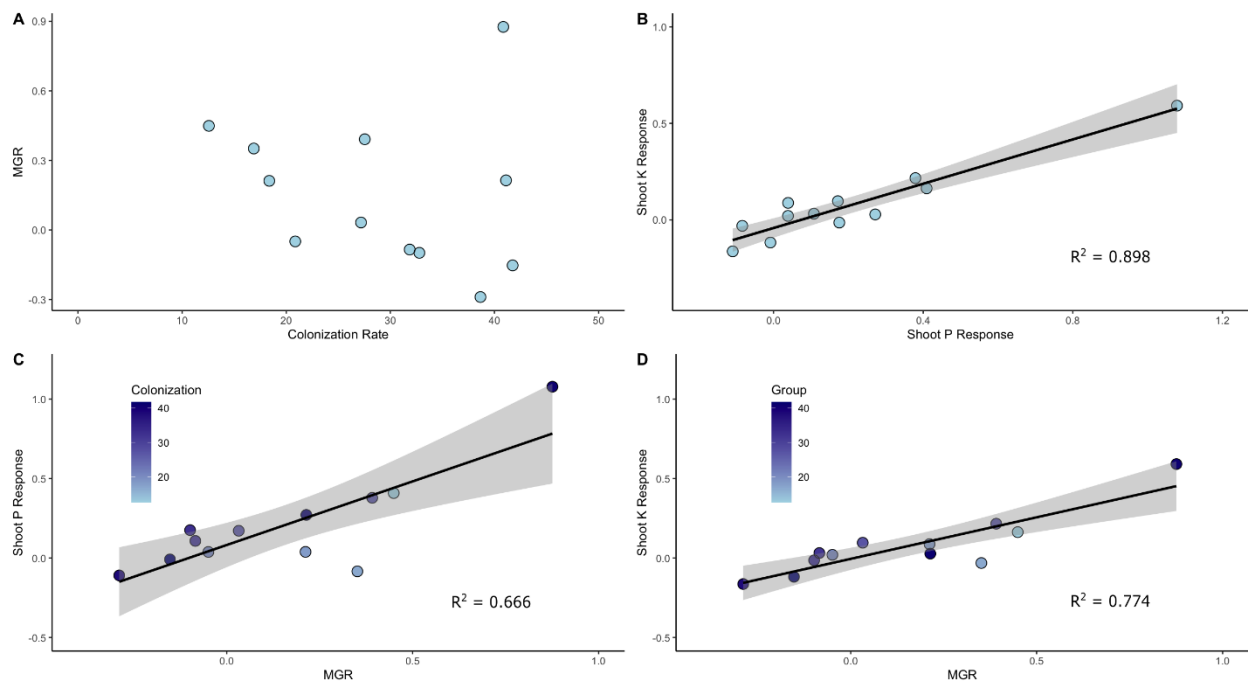 A
0.9
0.6
0.3
0.0
-0.3
MGR
0
10
20
30
40
50
Colonization Rate
B
1.0
0.5
0.0
Shoot K Response
R² = 0.898
0.0
0.4
0.8
1.2
Shoot P Response
C
1.0
0.5
0.0
-0.5
Shoot P Response
Colonization
40
30
20
R² = 0.666
0.0
0.5
1.0
MGR
D
1.0
0.5
0.0
-0.5
Shoot K Response
Group
40
30
20
R² = 0.774
0.0
0.5
1.0
MGR